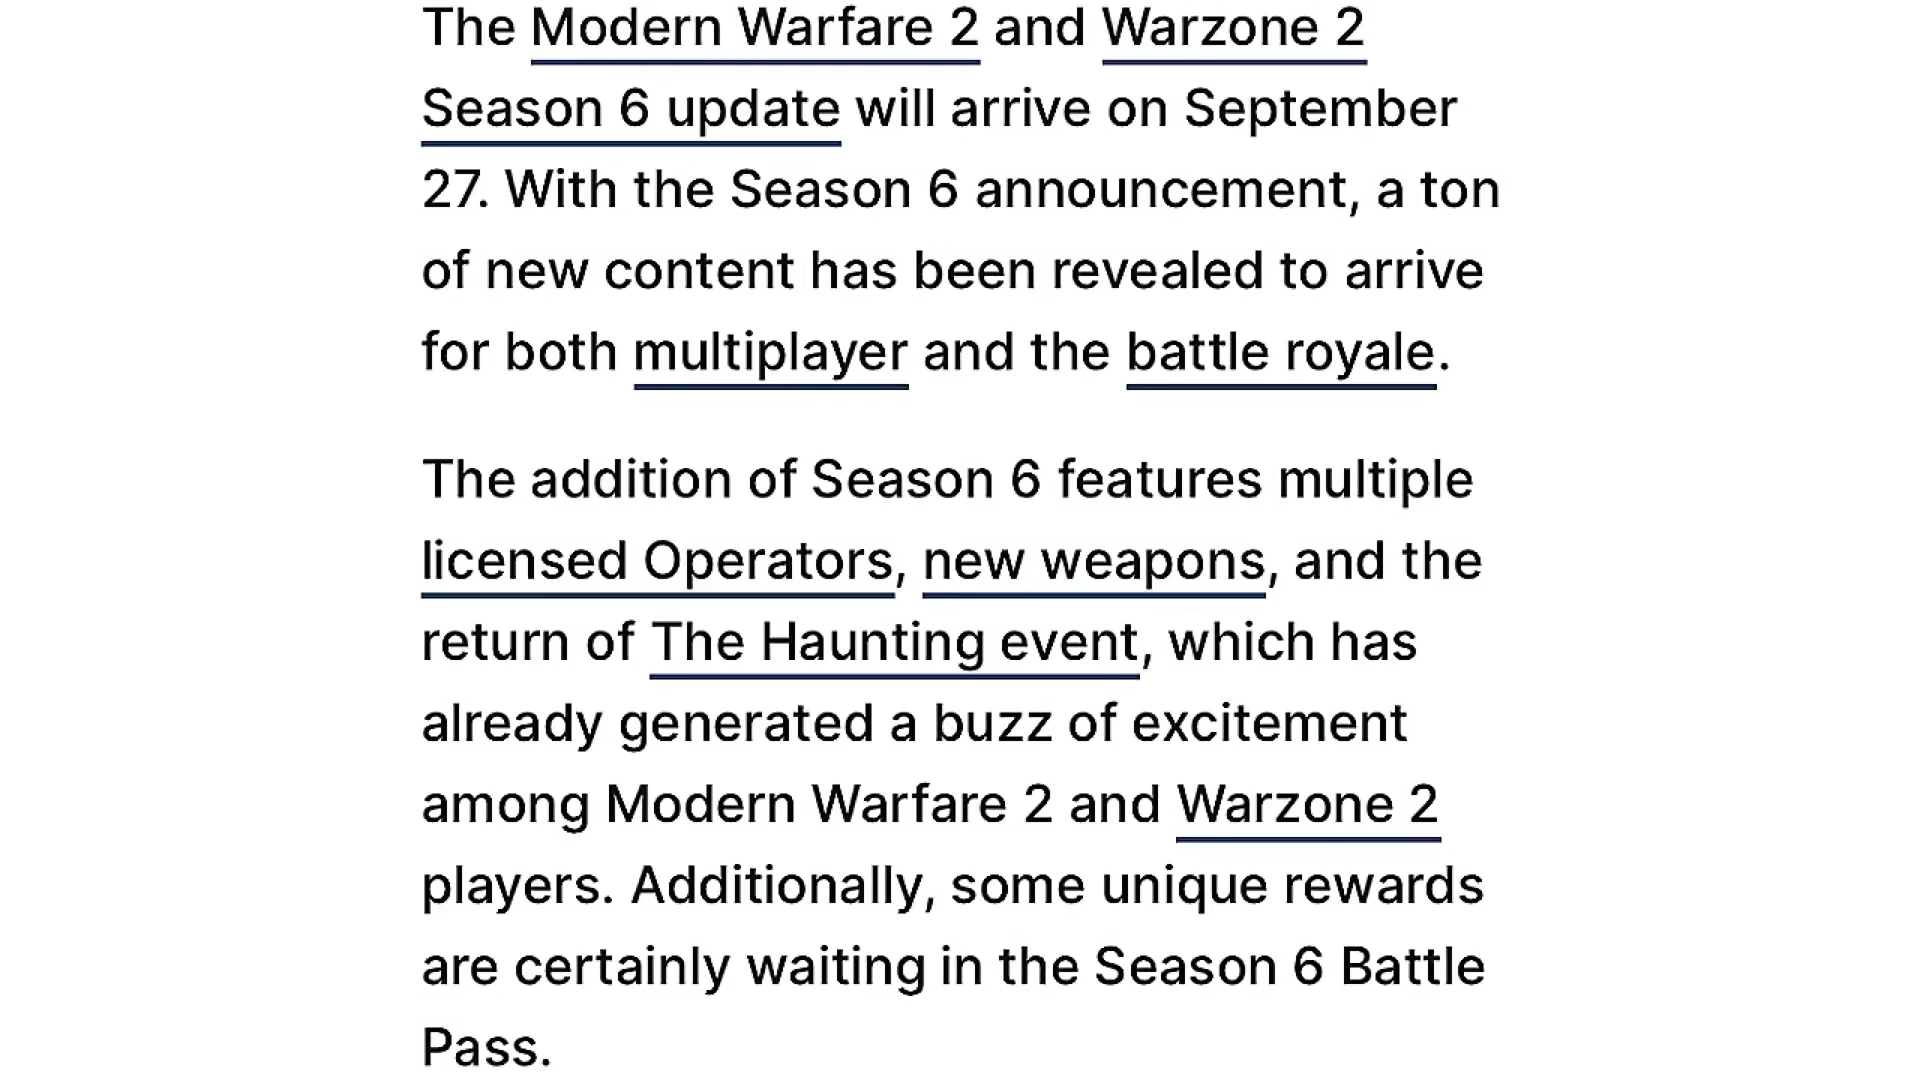 The Modern Warfare 2 and Warzone 2
Season 6 update will arrive on September
27. With the Season 6 announcement, a ton
of new content has been revealed to arrive
for both multiplayer and the battle royale.
The addition of Season 6 features multiple
licensed Operators, new weapons, and the
return of The Haunting event, which has
already generated a buzz of excitement
among Modern Warfare 2 and Warzone 2
players. Additionally, some unique rewards
are certainly waiting in the Season 6 Battle
Pass.